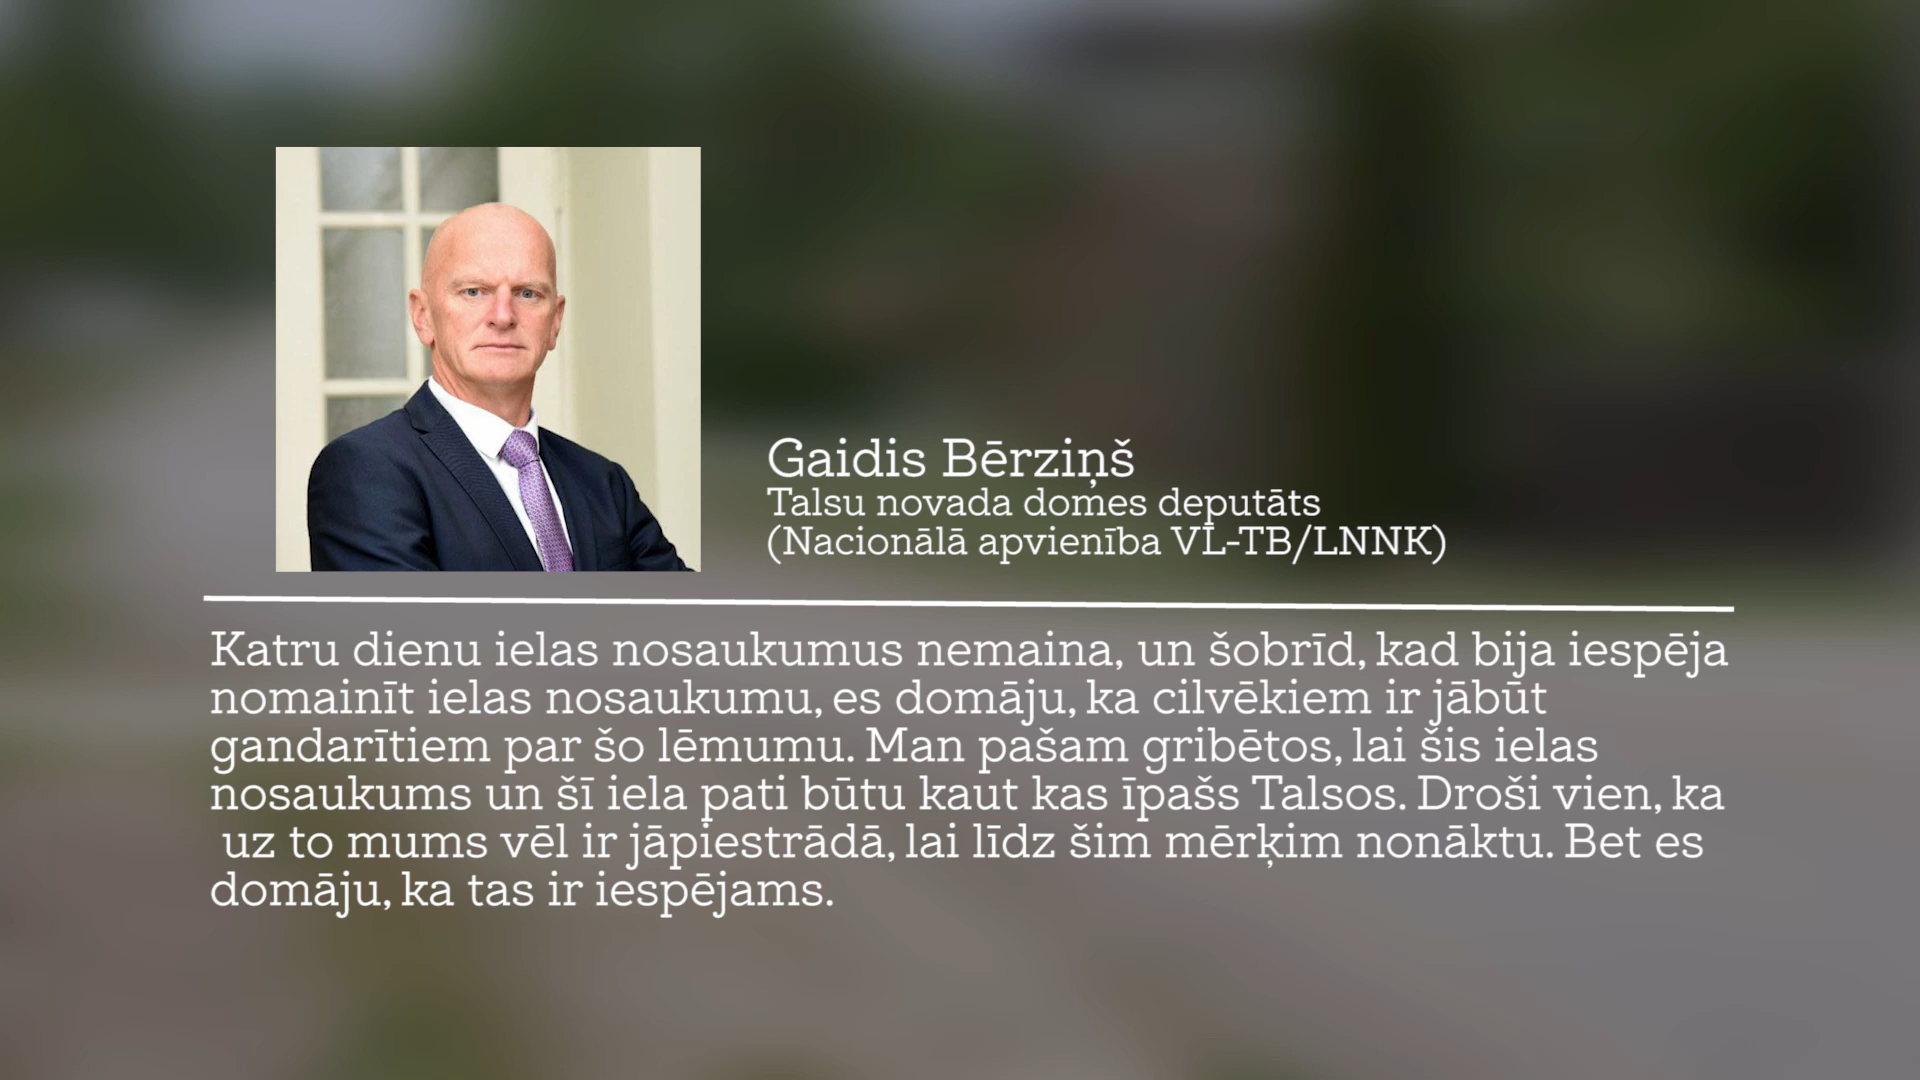 Gaidis Bērziņš
Talsu novada domes deputāts
(Nacionālā apvienība VL-TB/LNNK)
Katru dienu ielas nosaukumus nemaina, un šobrīd, kad bija iespēja
nomainīt ielas nosaukumu, es domāju, ka cilvēkiem ir jābūt
gandarītiem par šo lēmumu. Man pašam gribētos, lai šis ielas
nosaukums un šī iela pati būtu kaut kas īpašs Talsos. Droši vien, ka
uz to mums vēl ir jāpiestrādā, lai līdz šim mērķim nonāktu. Bet es
domāju, ka tas ir iespējams.